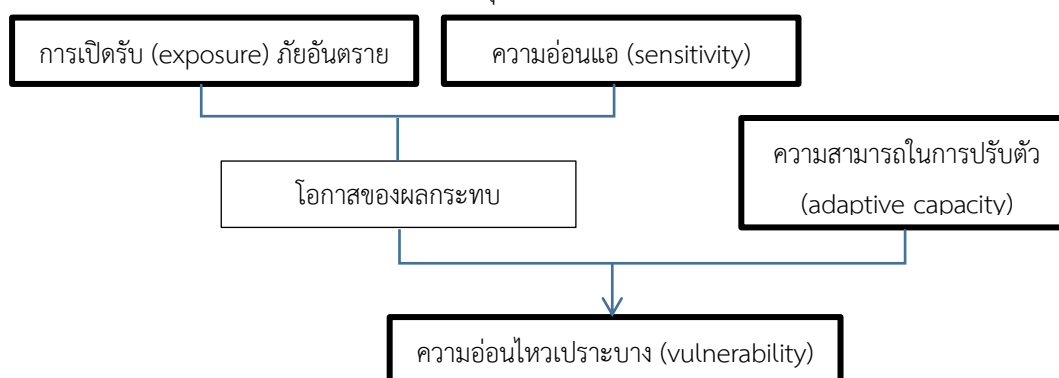 การเปิดรับ (exposure) ภัยอันตราย
ความอ่อนแอ (sensitivity)
ความสามารถในการปรับตัว
(adaptive capacity)
โอกาสของผลกระทบ
ความอ่อนไหวเปราะบาง (vulnerability)